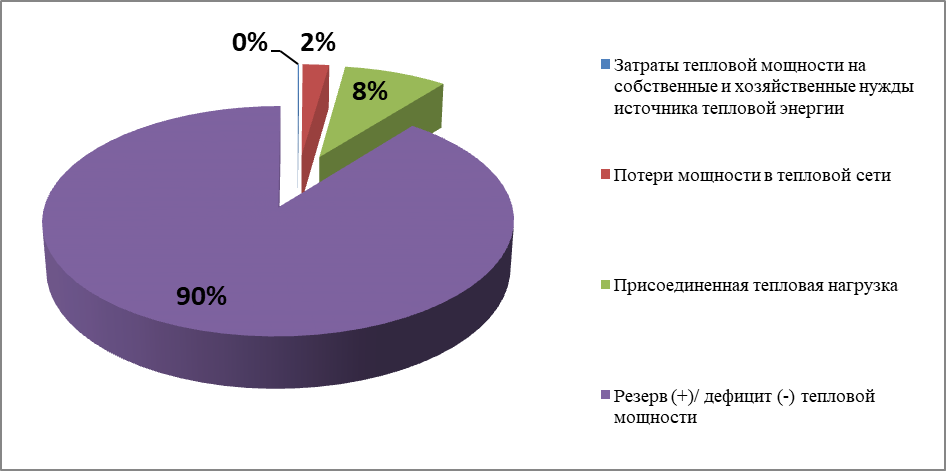 0%
2%
8%
90%
Затраты тепловой мощности на
собственные и хозяйственные нужды
источника тепловой энергии
Потери мощности в тепловой сети
Присоединенная тепловая нагрузка
Резерв (+)/ дефицит (-) тепловой
мощности